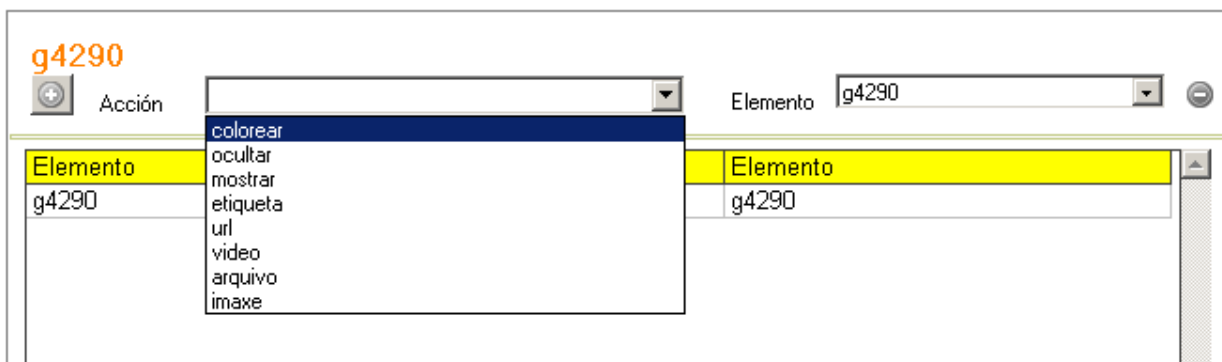 g4290
Acción
Elemento g4290
colorear
ocultar
mostrar
etiqueta
url
video
arquivo
imaxe
Elemento Elemento
g4290 g4290